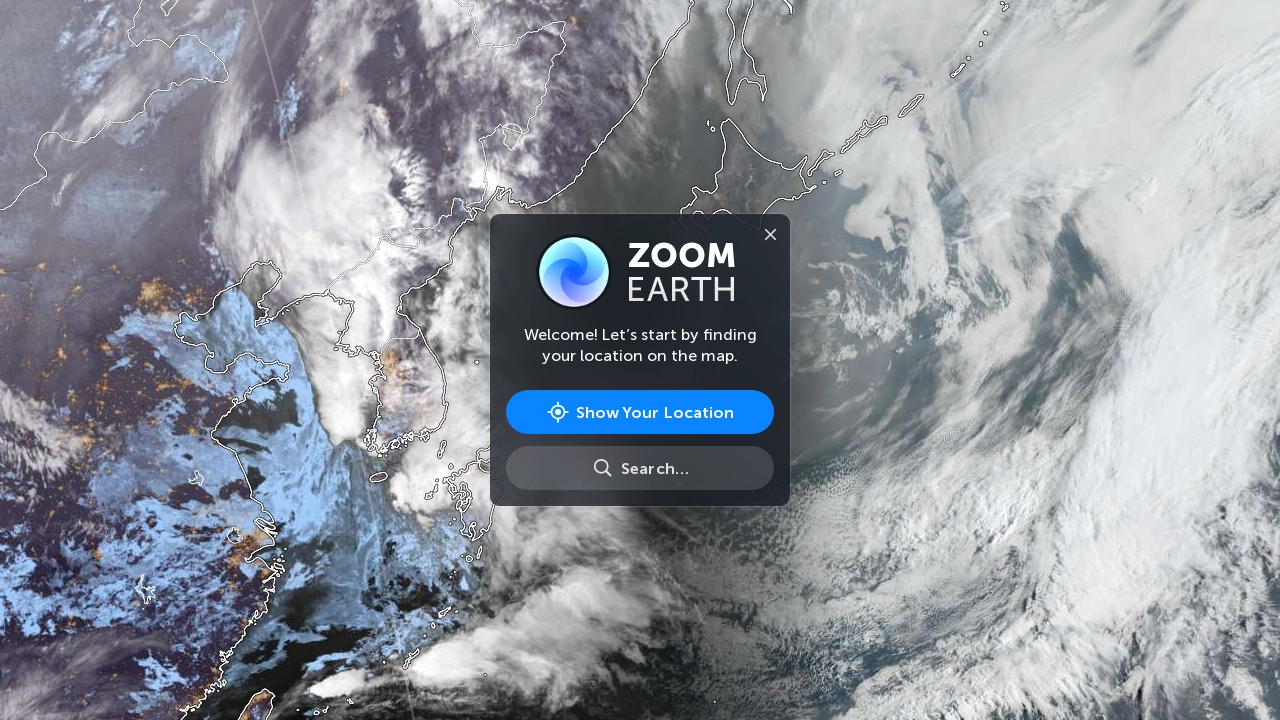 ZOOM
EARTH
Welcome! Let’s start by finding
your location on the map.
Show Your Location
Search...